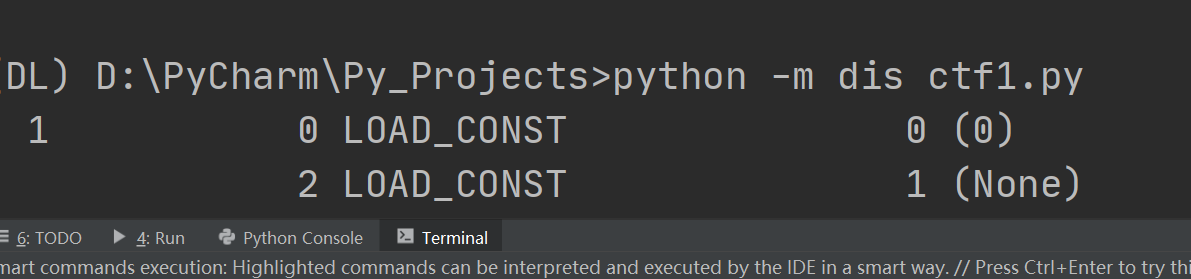 (DL) D:\PyCharm\Py_Projects>python -m dis ctf1.py
1 0 LOAD_CONST 0 (0)
2 LOAD_CONST 1 (None)
6: TODO 4: Run Python Console Terminal
mart commands execution: Highlighted commands can be interpreted and executed by the IDE in a smart way. // Press Ctrl+Enter to try thi